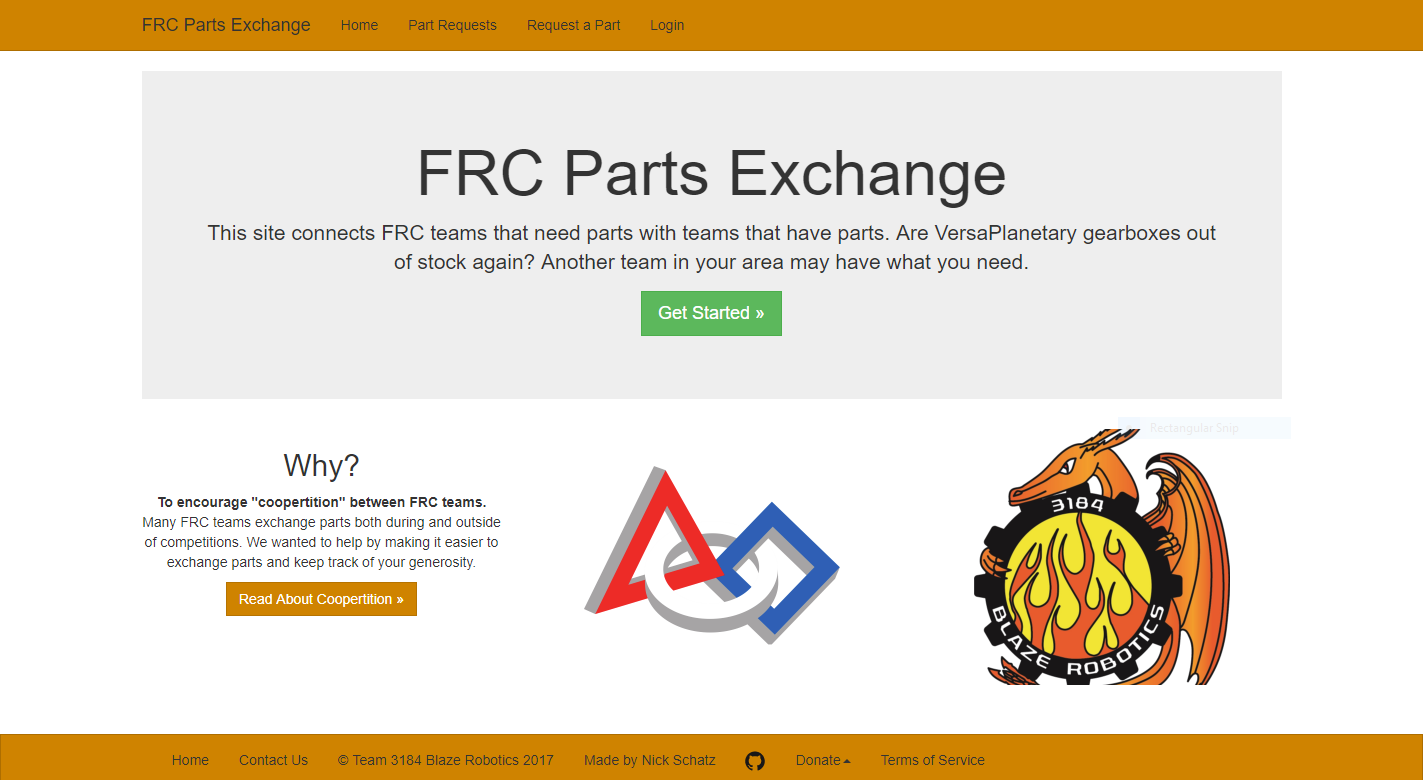 FRC Parts Exchange Home Part Requests Request a Part Login
FRC Parts Exchange
This site connects FRC teams that need parts with teams that have parts. Are VersaPlanetary gearboxes out
of stock again? Another team in your area may have what you need.
Get Started »
Rectangular Snip
Why?
To encourage "coopertition" between FRC teams.
Many FRC teams exchange parts both during and outside
of competitions. We wanted to help by making it easier to
exchange parts and keep track of your generosity.
Read About Coopertition »
3184
BLAZE ROBOTICS
Home Contact Us © Team 3184 Blaze Robotics 2017 Made by Nick Schatz Donate Terms of Service